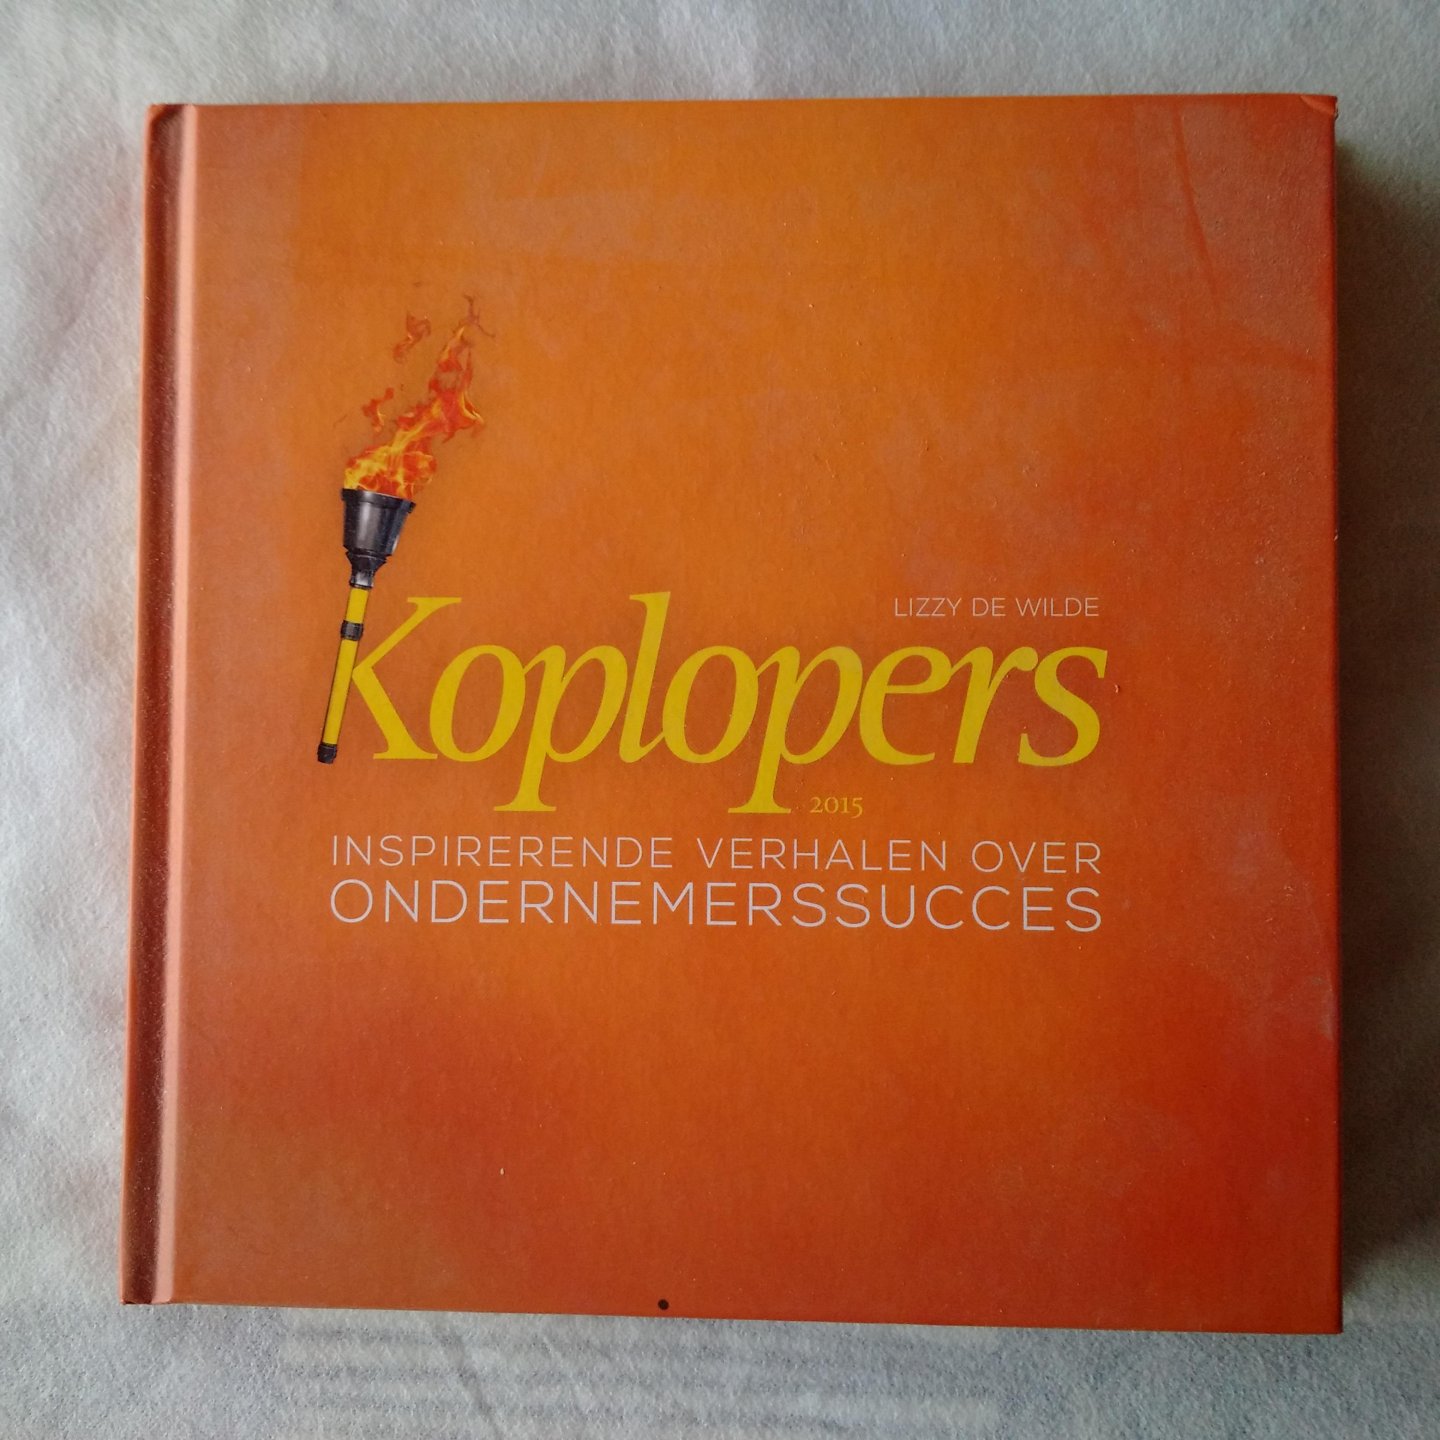 LIZZY DE WILDE
Koplopers
2015
INSPIRERENDE VERHALEN OVER
ONDERNEMERSSUCCES